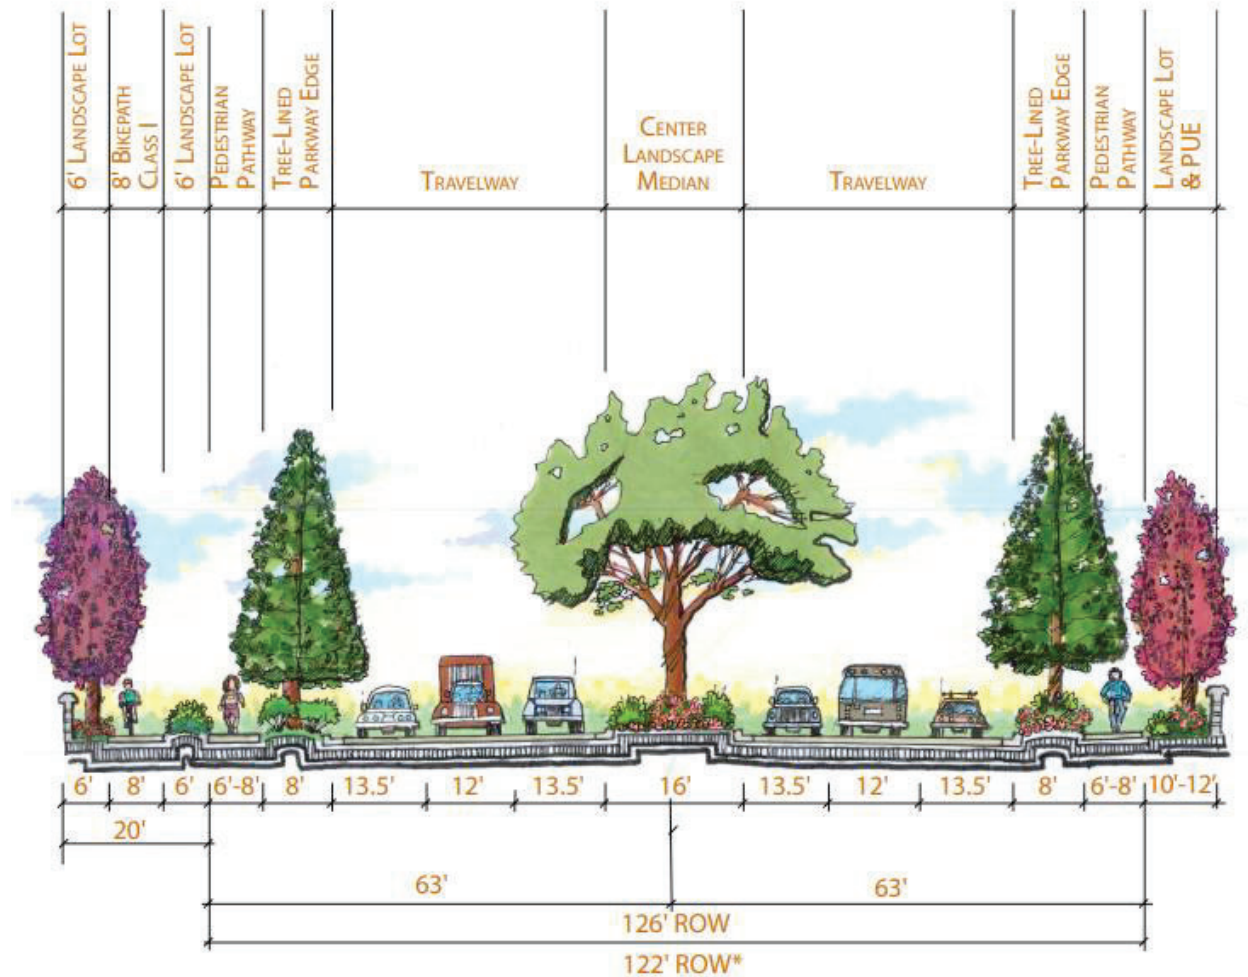 6' Landscape Lot
8' Bikepath
Class I
6' Landscape Lot
Pedestrian
Pathway
Tree-Lined
Parkway Edge
Travelway
Center
Landscape
Median
Travelway
Tree-Lined
Parkway Edge
Pedestrian
Pathway
Landscape Lot
& PUE
6' 8' 6' 6'-8' 8' 13.5' 12' 13.5' 16' 13.5' 12' 13.5' 8' 6'-8' 10'-12'
20'
63' 63'
126' ROW
122' ROW*